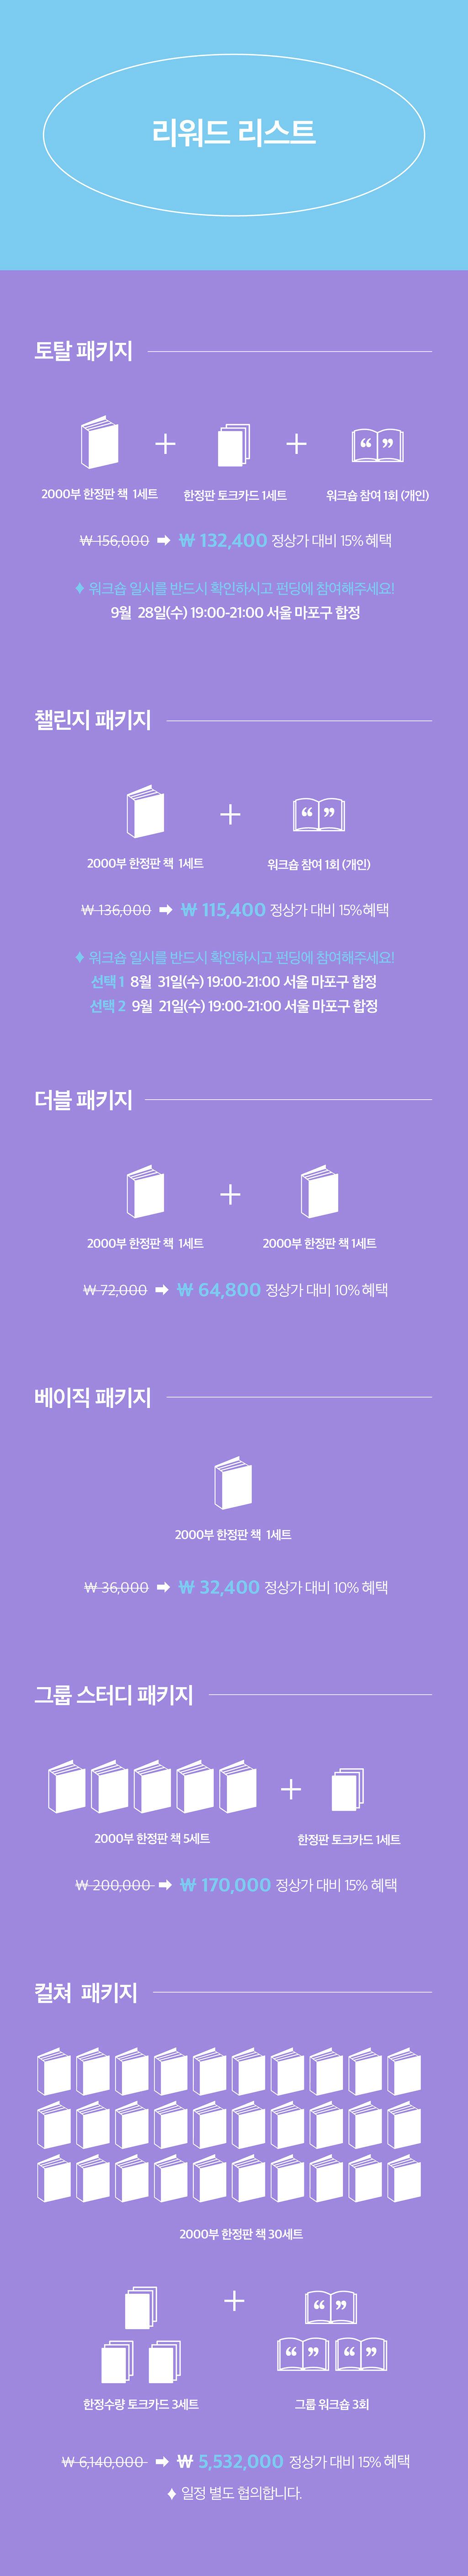 리워드 리스트
토탈 패키지
2000부 한정판 책 1세트
한정판 토크카드 1세트
워크숍 참여 1회 (개인)
₩ 156,000 ➡ ₩ 132,400 정상가 대비 15% 혜택
♦ 워크숍 일시를 반드시 확인하시고 펀딩에 참여해주세요!
9월 28일(수) 19:00-21:00 서울 마포구 합정
챌린지 패키지
2000부 한정판 책 1세트
워크숍 참여 1회 (개인)
₩ 136,000 ➡ ₩ 115,400 정상가 대비 15%혜택
♦ 워크숍 일시를 반드시 확인하시고 펀딩에 참여해주세요!
선택 1 8월 31일(수) 19:00-21:00 서울 마포구 합정
선택 2 9월 21일(수) 19:00-21:00 서울 마포구 합정
더블 패키지
2000부 한정판 책 1세트
2000부 한정판 책 1세트
₩ 72,000 ➡ ₩ 64,800 정상가 대비 10% 혜택
베이직 패키지
2000부 한정판 책 1세트
₩ 36,000 ➡ ₩ 32,400 정상가 대비 10% 혜택
그룹 스터디 패키지
2000부 한정판 책 5세트
한정판 토크카드 1세트
₩ 200,000 ➡ ₩ 170,000 정상가 대비 15% 혜택
컬쳐 패키지
2000부 한정판 책 30세트
한정수량 토크카드 3세트
그룹 워크숍 3회
₩ 6,140,000 ➡ ₩ 5,532,000 정상가 대비 15% 혜택
♦ 일정 별도 협의합니다.